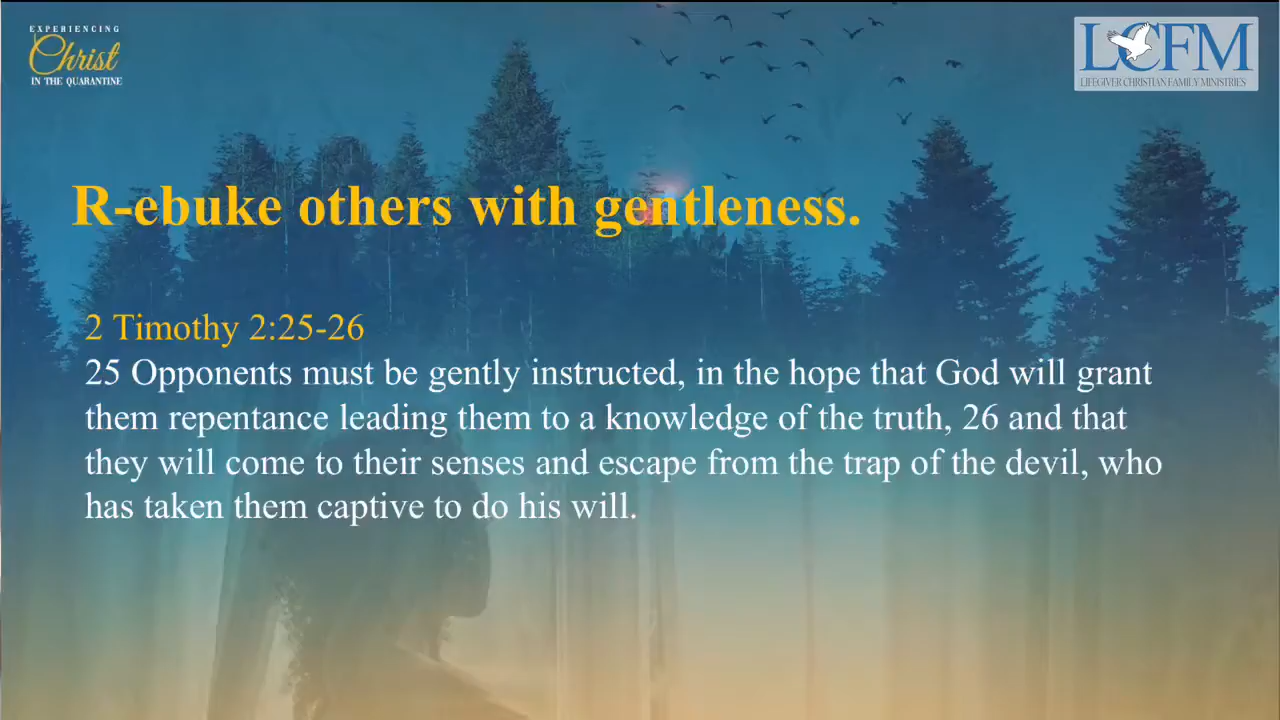 EXPERIENCING
Christ
IN THE QUARANTINE
LCFM
LIFEGIVER CHRISTIAN FAMILY MINISTRIES
R-ebuke others with gentleness.
2 Timothy 2:25-26
25 Opponents must be gently instructed, in the hope that God will grant
them repentance leading them to a knowledge of the truth, 26 and that
they will come to their senses and escape from the trap of the devil, who
has taken them captive to do his will.